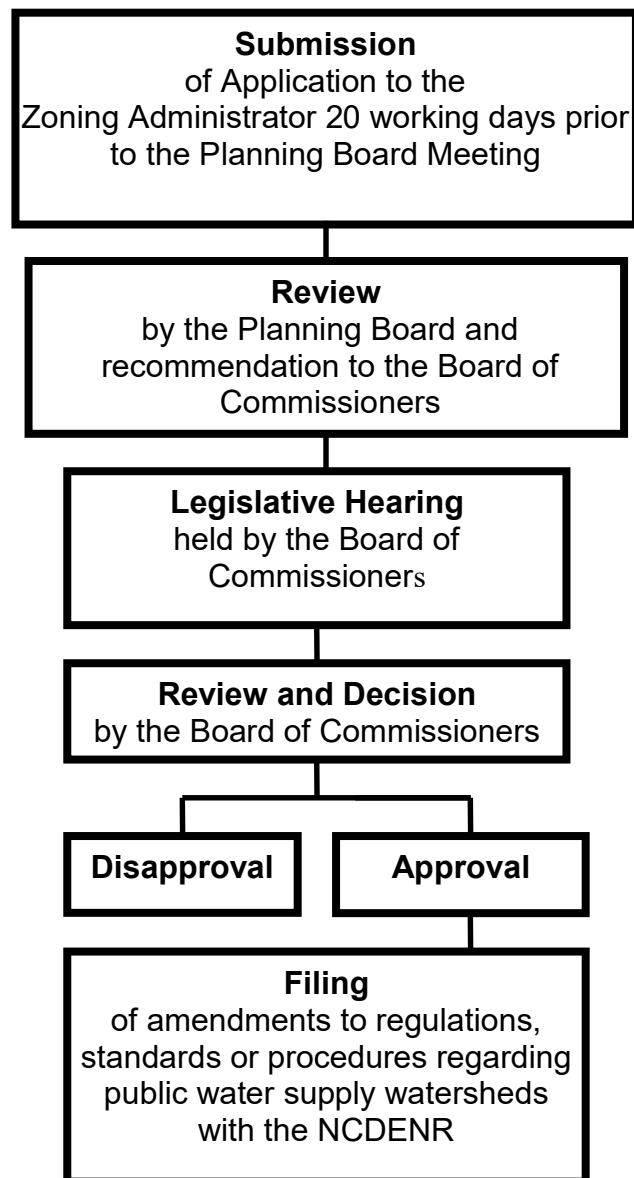 Submission
of Application to the
Zoning Administrator 20 working days prior
to the Planning Board Meeting
Review
by the Planning Board and
recommendation to the Board of
Commissioners
Legislative Hearing
held by the Board of
Commissioners
Review and Decision
by the Board of Commissioners
Disapproval
Approval
Filing
of amendments to regulations,
standards or procedures regarding
public water supply watersheds
with the NCDENR